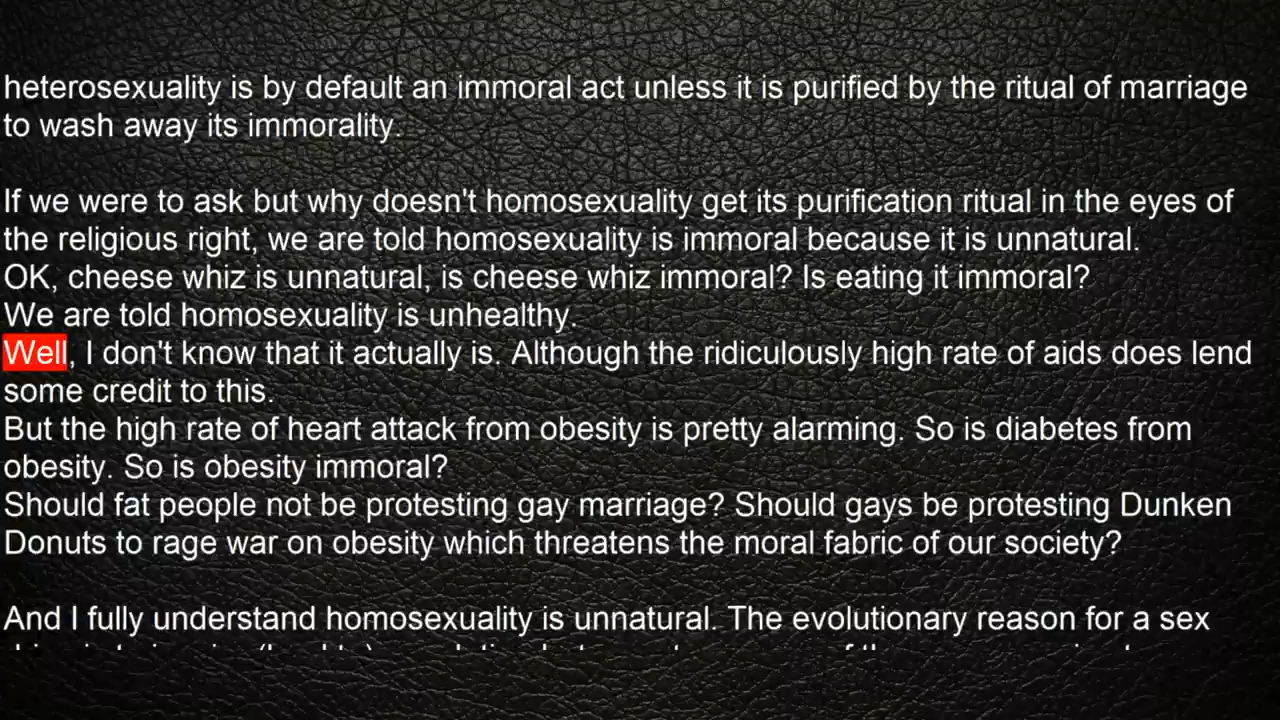 heterosexuality is by default an immoral act unless it is purified by the ritual of marriage
to wash away its immorality.
If we were to ask but why doesn't homosexuality get its purification ritual in the eyes of
the religious right, we are told homosexuality is immoral because it is unnatural.
OK, cheese whiz is unnatural, is cheese whiz immoral? Is eating it immoral?
We are told homosexuality is unhealthy.
Well, I don't know that it actually is. Although the ridiculously high rate of aids does lend
some credit to this.
But the high rate of heart attack from obesity is pretty alarming. So is diabetes from
obesity. So is obesity immoral?
Should fat people not be protesting gay marriage? Should gays be protesting Dunken
Donuts to rage war on obesity which threatens the moral fabric of our society?
And I fully understand homosexuality is unnatural. The evolutionary reason for a sex